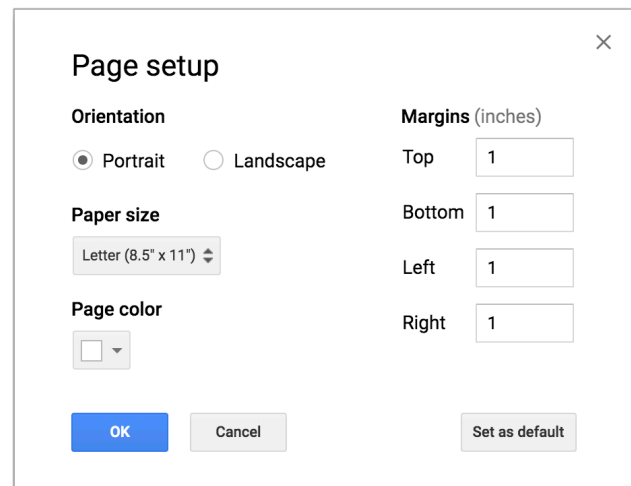 Page setup
Orientation
Portrait Landscape
Paper size
Letter (8.5" x 11")
Page color
Margins (inches)
Top 1
Bottom 1
Left 1
Right 1
OK Cancel Set as default